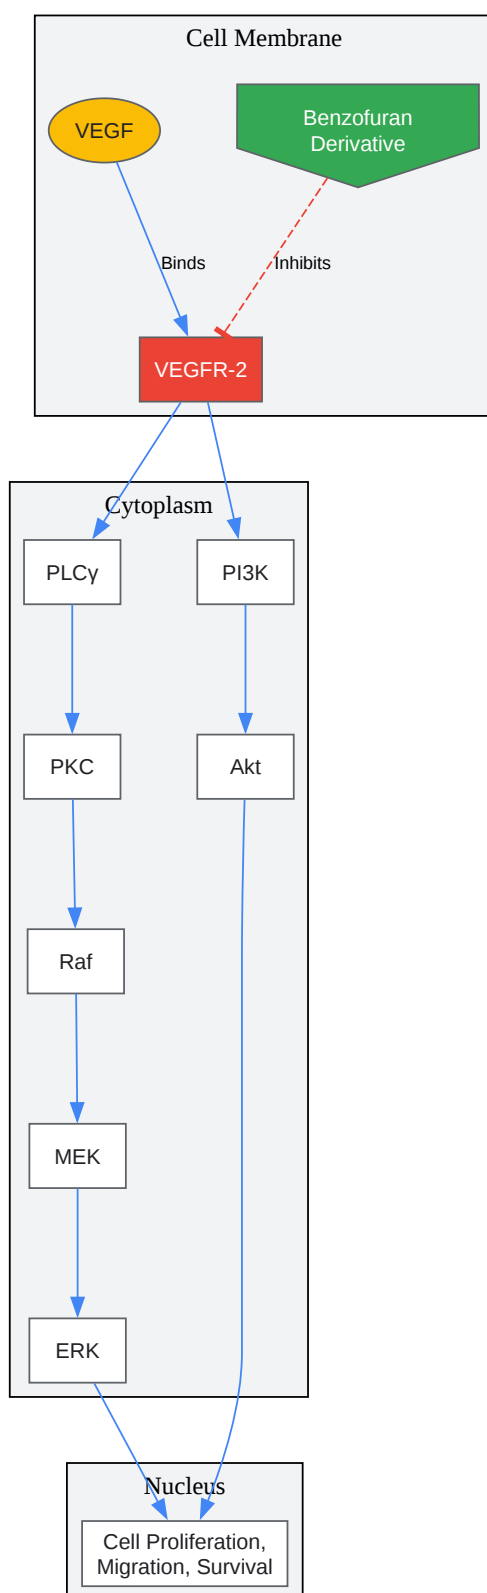 Cell Membrane
VEGF
Benzofuran
Derivative
Binds
Inhibits
VEGFR-2
Cytoplasm
PLCγ
PI3K
PKC
Akt
Raf
MEK
ERK
Nucleus
Cell Proliferation,
Migration, Survival